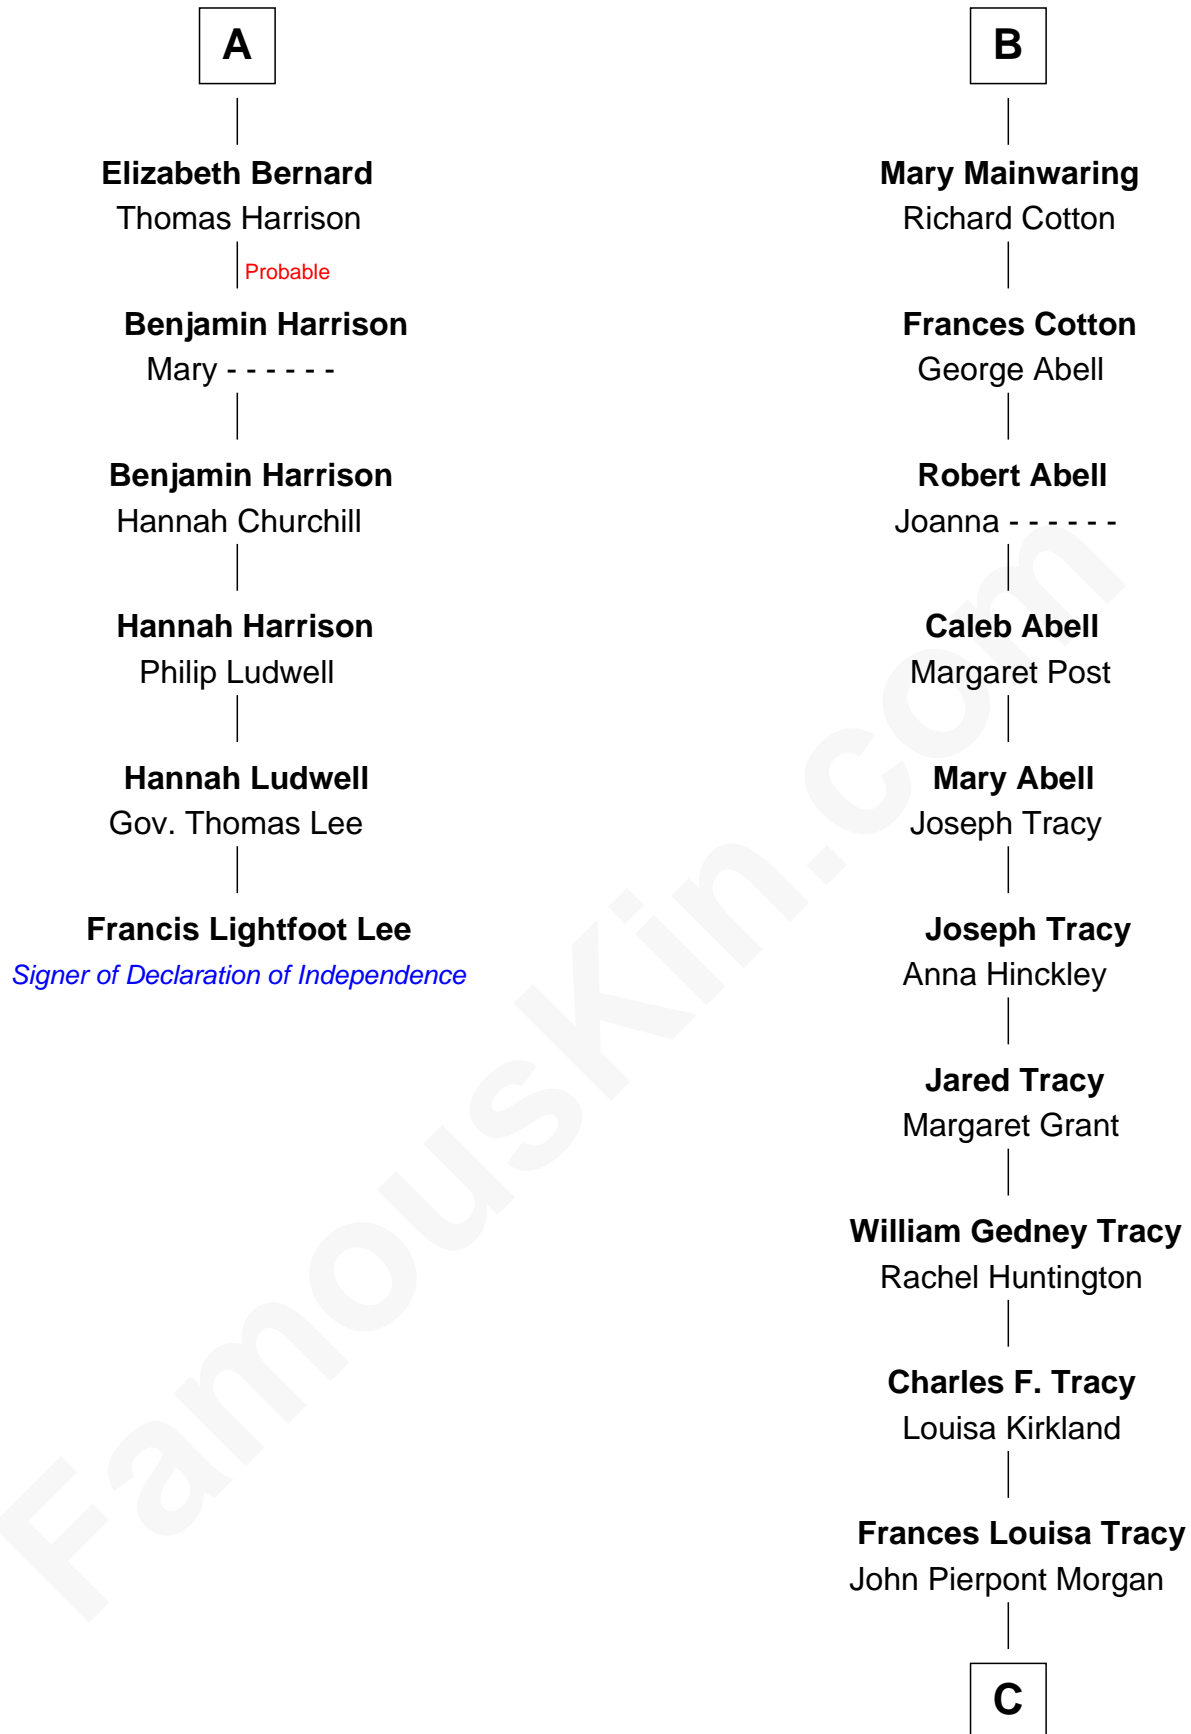 A
Elizabeth Bernard
Thomas Harrison
Probable
Benjamin Harrison
Mary - - - - - -
Benjamin Harrison
Hannah Churchill
Hannah Harrison
Philip Ludwell
Hannah Ludwell
Gov. Thomas Lee
Francis Lightfoot Lee
Signer of Declaration of Independence
B
Mary Mainwaring
Richard Cotton
Frances Cotton
George Abell
Robert Abell
Joanna - - - - - -
Caleb Abell
Margaret Post
Mary Abell
Joseph Tracy
Joseph Tracy
Anna Hinckley
Jared Tracy
Margaret Grant
William Gedney Tracy
Rachel Huntington
Charles F. Tracy
Louisa Kirkland
Frances Louisa Tracy
John Pierpont Morgan
C
FamousKin.com